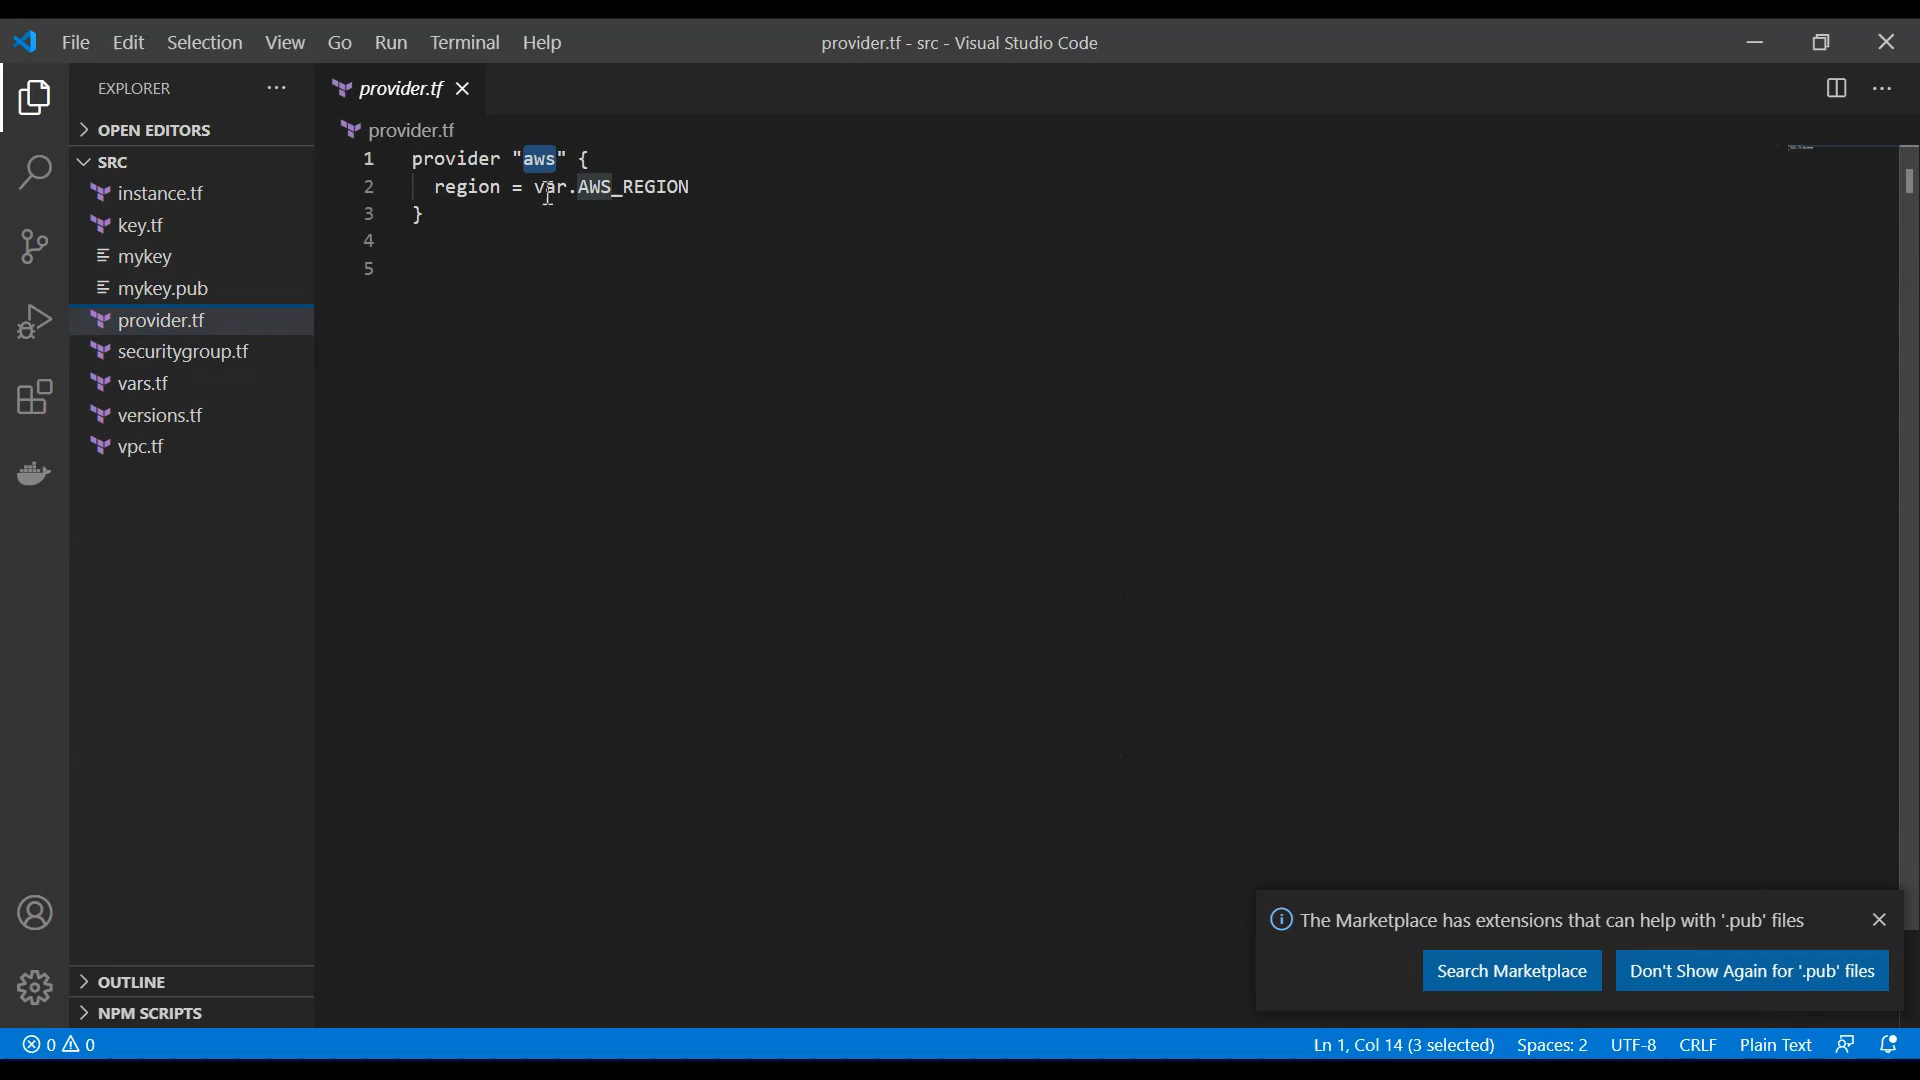 File Edit Selection View Go Run Terminal Help
provider.tf - src - Visual Studio Code
EXPLORER
OPEN EDITORS
SRC
instance.tf
key.tf
mykey
mykey.pub
provider.tf
securitygroup.tf
vars.tf
versions.tf
vpc.tf
OUTLINE
NPM SCRIPTS
provider.tf
provider.tf
1 provider "aws" {
2 region = var.AWS_REGION
3 }
4
5
The Marketplace has extensions that can help with '.pub' files
Search Marketplace
Don't Show Again for '.pub' files
0 0
Ln 1, Col 14 (3 selected) Spaces: 2 UTF-8 CRLF Plain Text